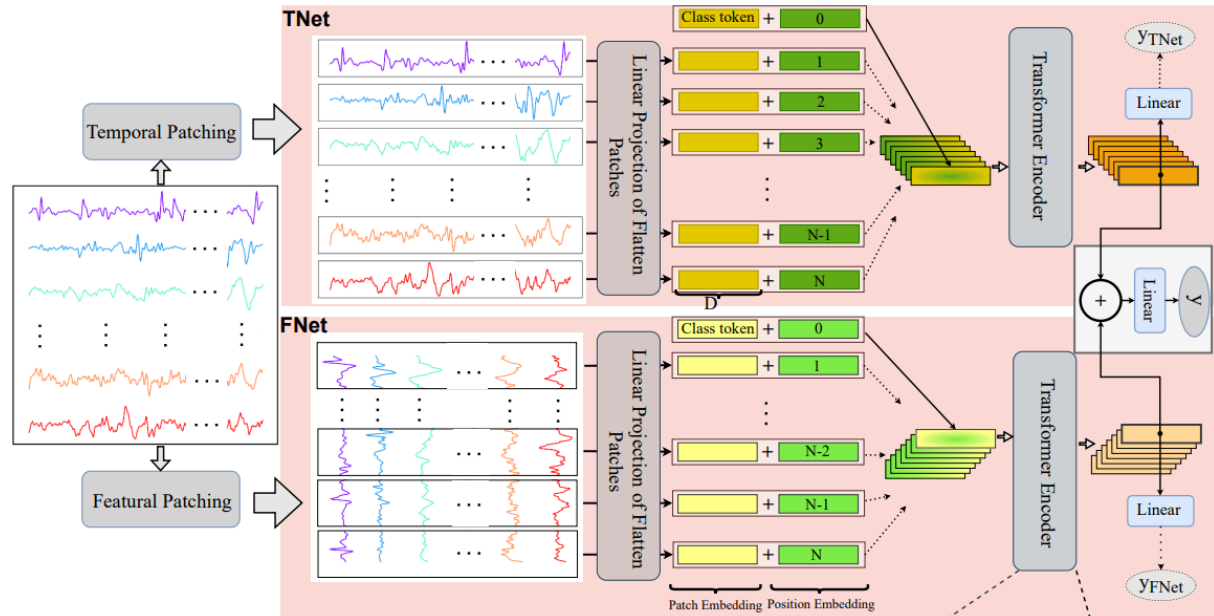 TNet
Temporal Patching
Linear Projection of Flatten
Patches
Class token + 0
+ 1
+ 2
+ 3
+ N-1
+ N
D
Transformer Encoder
yTNet
Linear
+
Linear
y
FNet
Featural Patching
Linear Projection of Flatten
Patches
Class token + 0
+ 1
+ N-2
+ N-1
+ N
Patch Embedding
Position Embedding
Transformer Encoder
Linear
yFNet